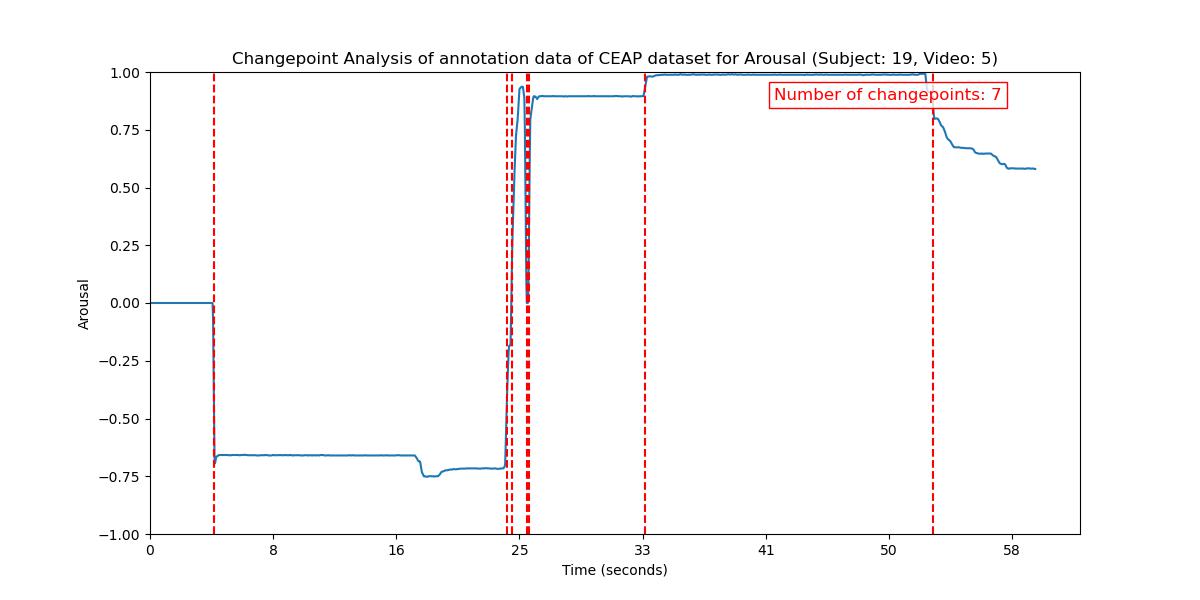 Changepoint Analysis of annotation data of CEAP dataset for Arousal (Subject: 19, Video: 5)
1.00
Number of changepoints: 7
0.75
0.50
0.25
Arousal
0.00
−0.25
−0.50
−0.75
−1.00
0 8 16 25 33 41 50 58
Time (seconds)